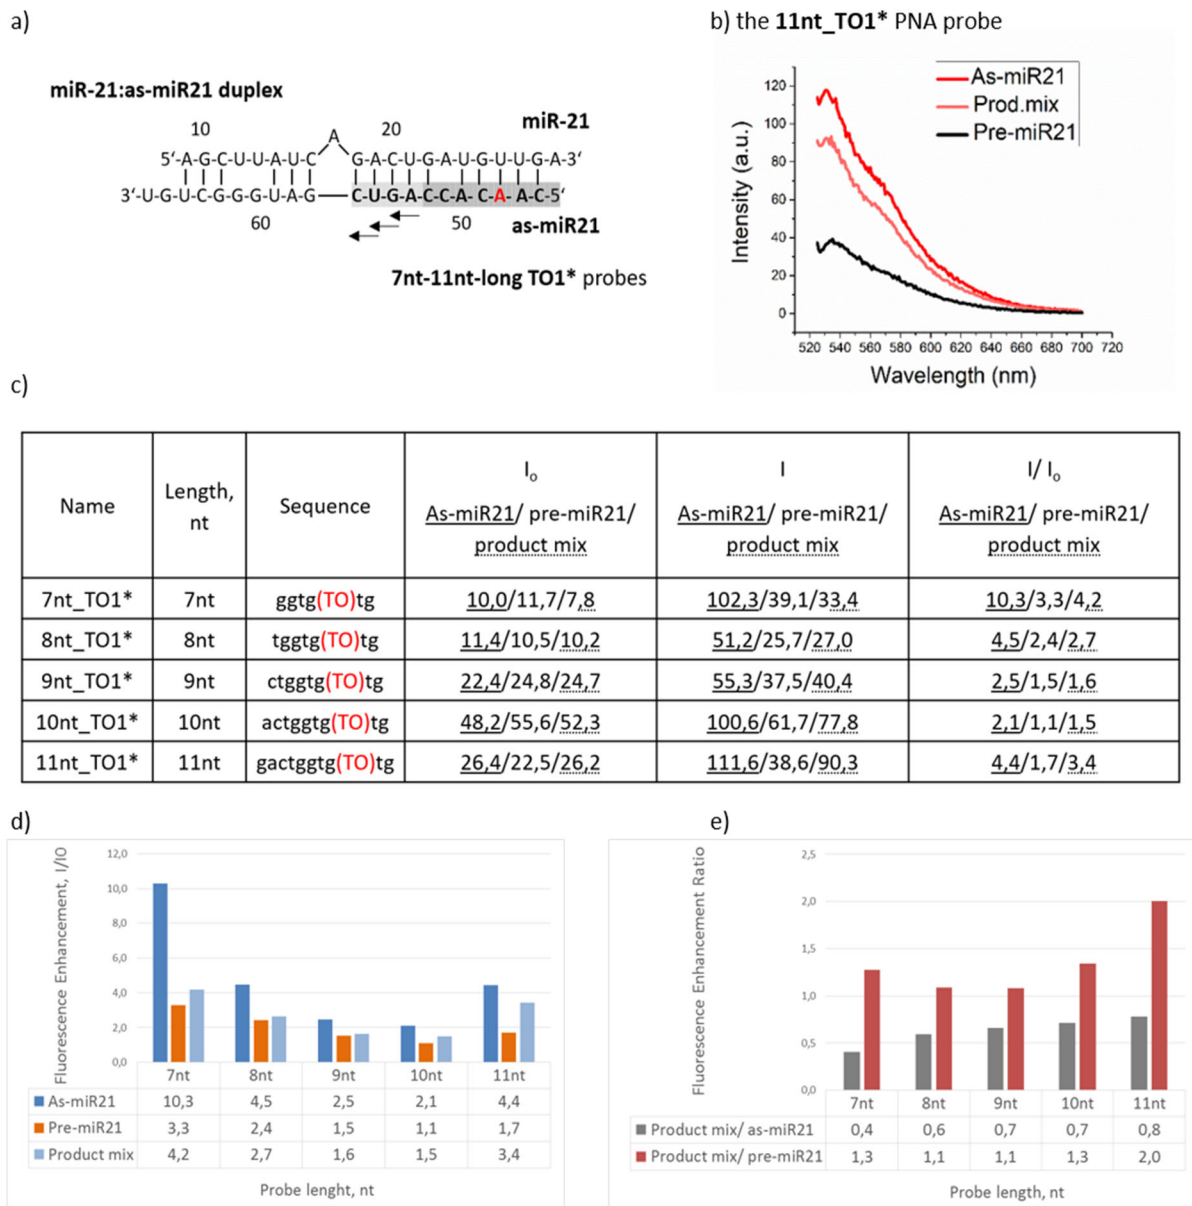 a)
b) the 11nt_TO1* PNA probe
miR-21:as-miR21 duplex
10
A
20
miR-21
5‘-A-G-C-U-U-A-U-C
G-A-C-U-G-A-U-G-U-U-G-A-3‘
3‘-U-G-U-C-G-G-G-U-A-G
C-U-G-A-C-C-A-C-A-A-C-5‘
60
50
as-miR21
7nt-11nt-long TO1* probes
As-miR21
Prod.mix
Pre-miR21
Intensity (a.u.)
120
100
80
60
40
20
0
520 540 560 580 600 620 640 660 680 700 720
Wavelength (nm)
c)
Name
Length, nt
Sequence
Io
As-miR21/ pre-miR21/
product mix
I
As-miR21/ pre-miR21/
product mix
I/ Io
As-miR21/ pre-miR21/
product mix
7nt_TO1* 7nt ggtg(TO)tg 10,0/11,7/7,8 102,3/39,1/33,4 10,3/3,3/4,2
8nt_TO1* 8nt tggtg(TO)tg 11,4/10,5/10,2 51,2/25,7/27,0 4,5/2,4/2,7
9nt_TO1* 9nt ctggtg(TO)tg 22,4/24,8/24,7 55,3/37,5/40,4 2,5/1,5/1,6
10nt_TO1* 10nt actggtg(TO)tg 48,2/55,6/52,3 100,6/61,7/77,8 2,1/1,1/1,5
11nt_TO1* 11nt gactggtg(TO)tg 26,4/22,5/26,2 111,6/38,6/90,3 4,4/1,7/3,4
d)
Fluorescence Enhancement, I/I0
12,0
10,0
8,0
6,0
4,0
2,0
0,0
7nt 8nt 9nt 10nt 11nt
As-miR21 10,3 4,5 2,5 2,1 4,4
Pre-miR21 3,3 2,4 1,5 1,1 1,7
Product mix 4,2 2,7 1,6 1,5 3,4
Probe lenght, nt
e)
Fluorescence Enhancement Ratio
2,5
2,0
1,5
1,0
0,5
0,0
7nt 8nt 9nt 10nt 11nt
Product mix/ as-miR21 0,4 0,6 0,7 0,7 0,8
Product mix/ pre-miR21 1,3 1,1 1,1 1,3 2,0
Probe length, nt